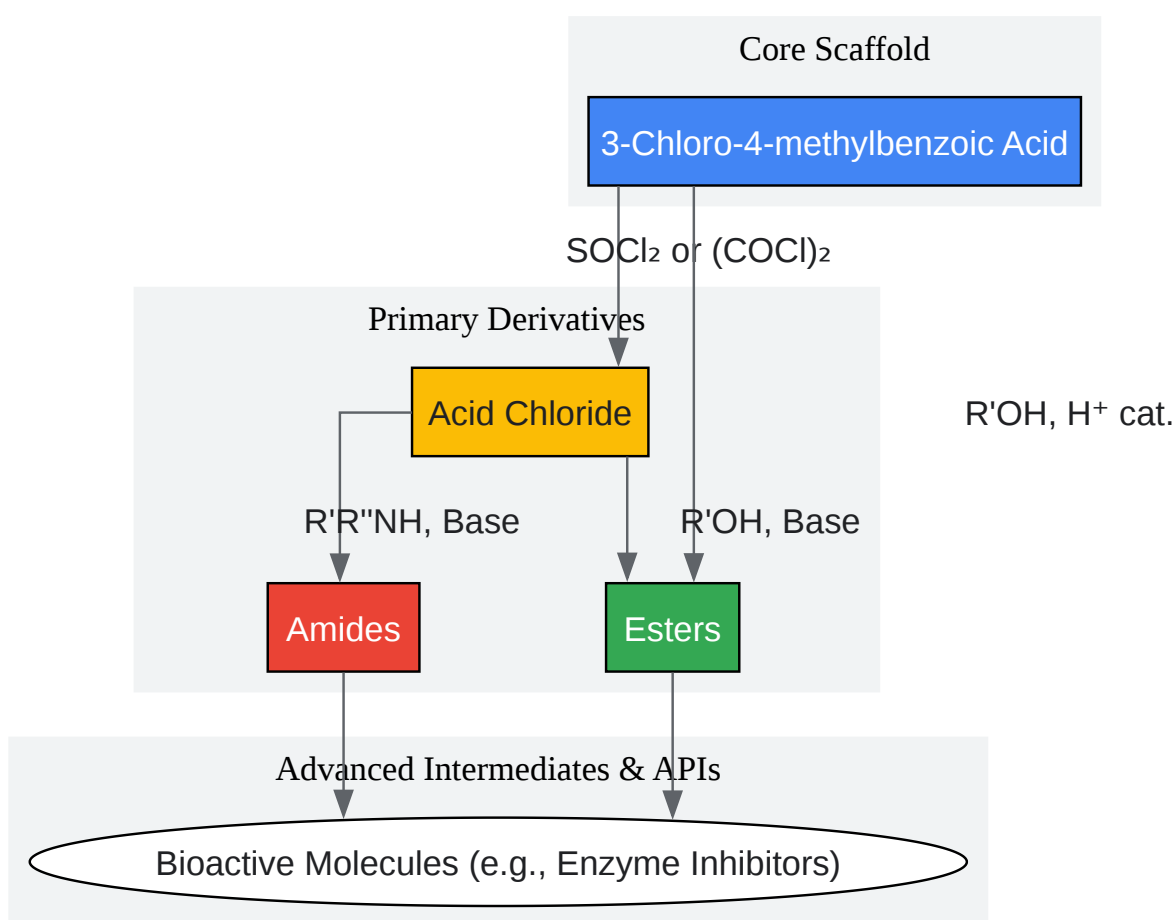 Core Scaffold
3-Chloro-4-methylbenzoic Acid
SOCl₂ or (COCl)₂
Primary Derivatives
Acid Chloride
R'OH, H⁺ cat.
R'R"NH, Base
R'OH, Base
Amides
Esters
Advanced Intermediates & APIs
Bioactive Molecules (e.g., Enzyme Inhibitors)